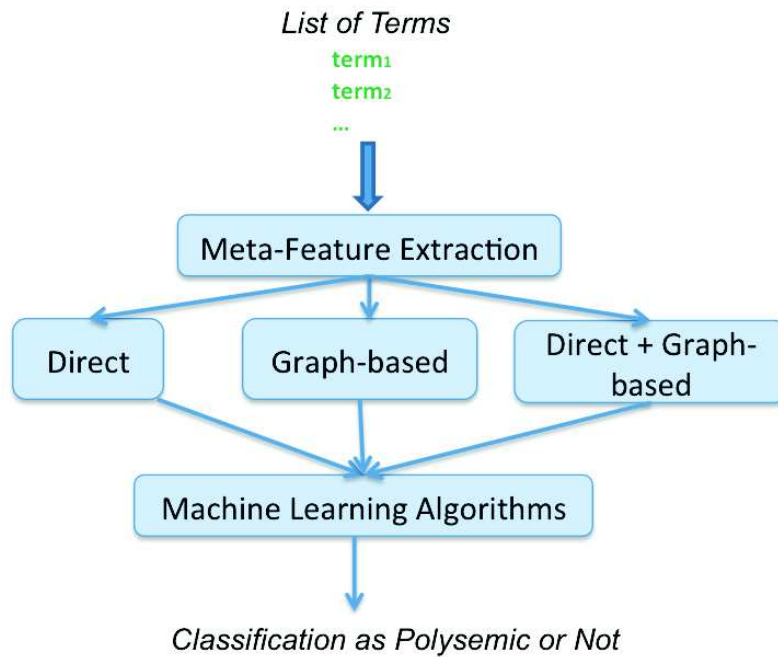 List of Terms
term1
term2
...
Meta-Feature Extraction
Direct
Graph-based
Direct + Graph-
based
Machine Learning Algorithms
Classification as Polysemic or Not